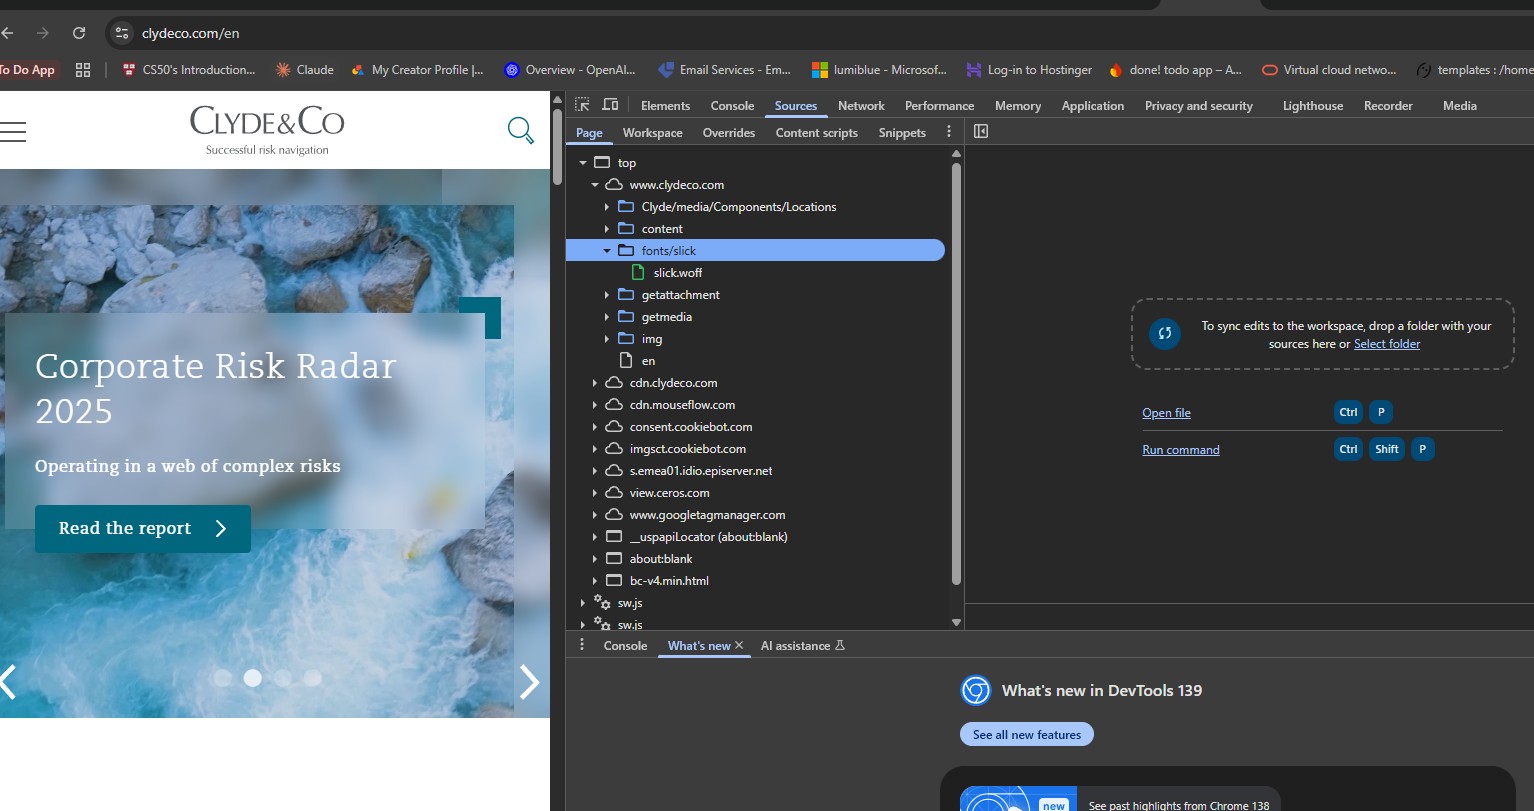 clydeco.com/en
To Do App
CS50's Introduction...
Claude
My Creator Profile |...
Overview - OpenAI...
Email Services - Em...
lumiblue - Microsof...
Log-in to Hostinger
done! todo app – A...
Virtual cloud netwo...
templates : /home
CLYDE&CO
Successful risk navigation
Corporate Risk Radar
2025
Operating in a web of complex risks
Read the report
Elements Console Sources Network Performance Memory Application Privacy and security Lighthouse Recorder Media
Page Workspace Overrides Content scripts Snippets
top
www.clydeco.com
Clyde/media/Components/Locations
content
fonts/slick
slick.woff
getattachment
getmedia
img
en
cdn.clydeco.com
cdn.mouseflow.com
consent.cookiebot.com
imgsct.cookiebot.com
s.emea01.idio.episerver.net
view.ceros.com
www.googletagmanager.com
__uspapiLocator (about:blank)
about:blank
bc-v4.min.html
sw.js
sw.js
To sync edits to the workspace, drop a folder with your
sources here or Select folder
Open file Ctrl P
Run command Ctrl Shift P
Console What's new AI assistance
What's new in DevTools 139
See all new features
new
See past highlights from Chrome 138